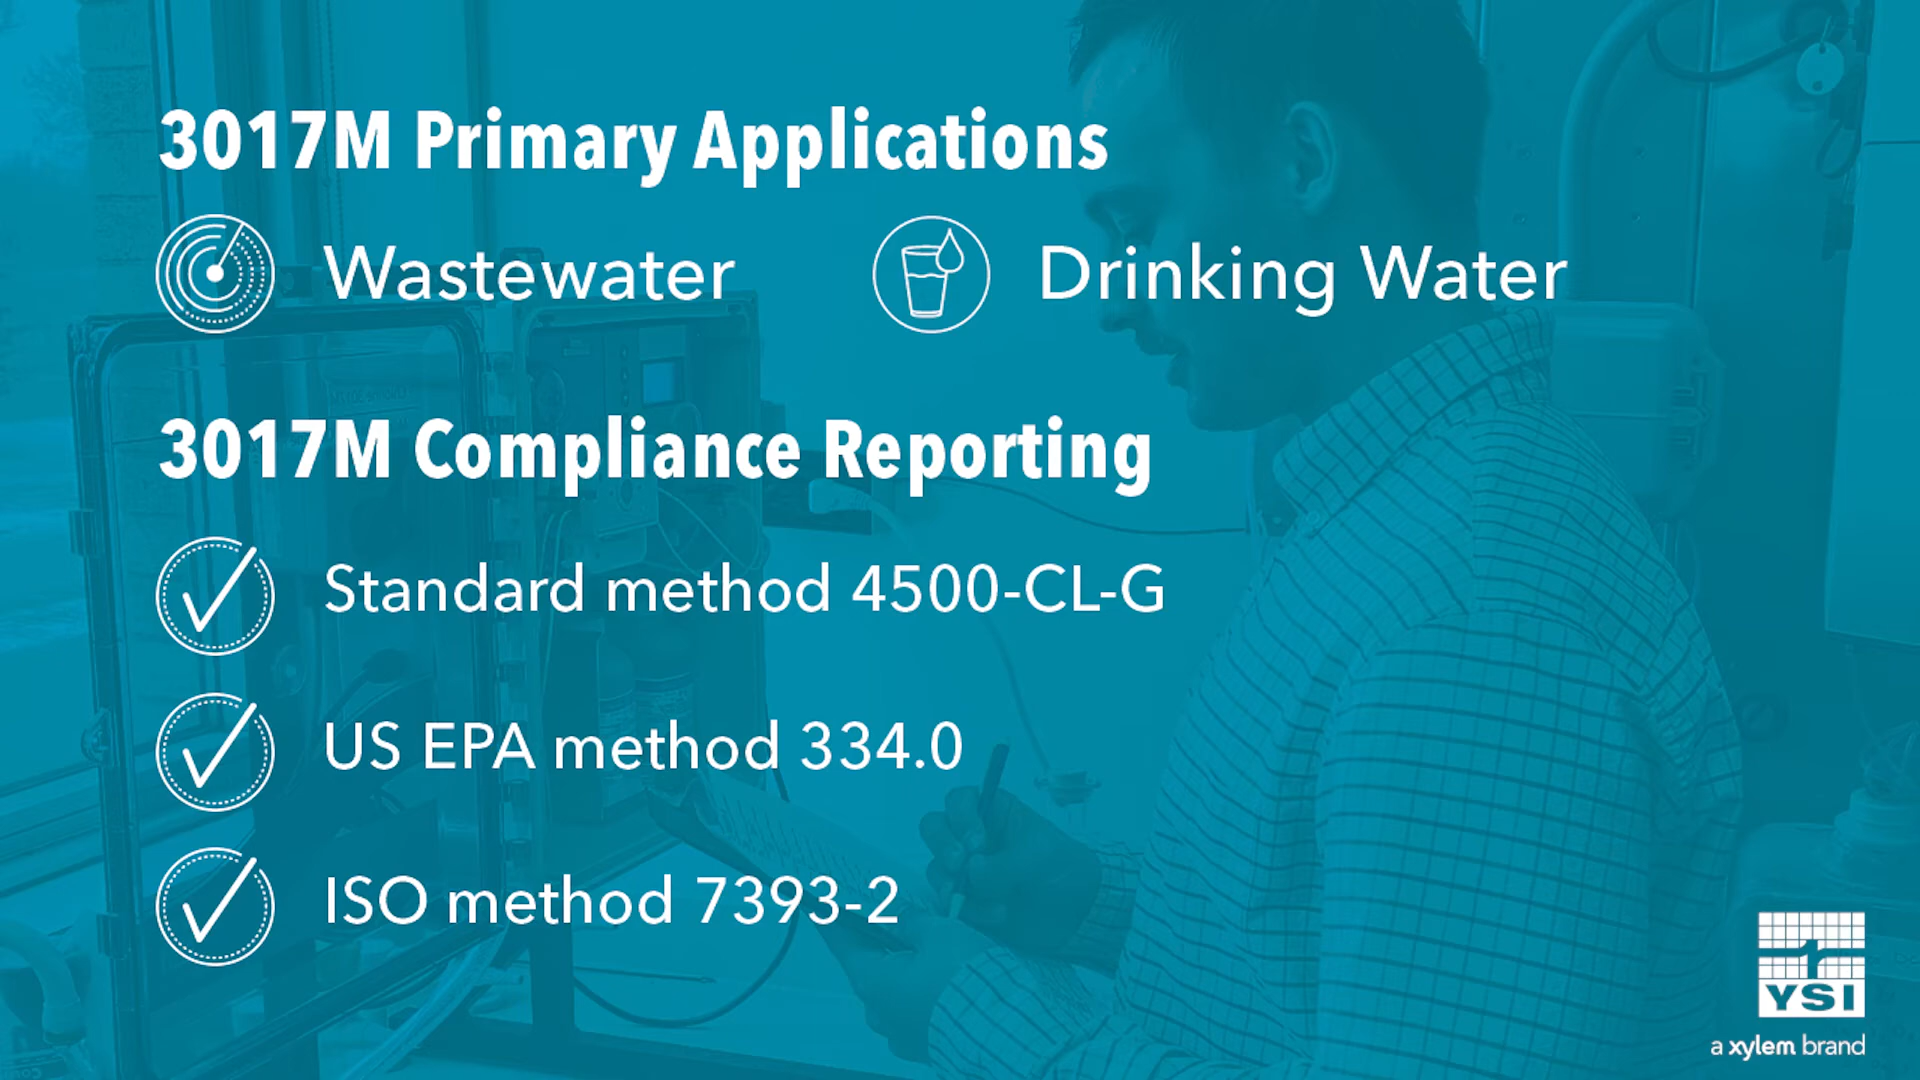 3017M Primary Applications
Wastewater
Drinking Water
3017M Compliance Reporting
Standard method 4500-CL-G
US EPA method 334.0
ISO method 7393-2
YSI
a xylem brand